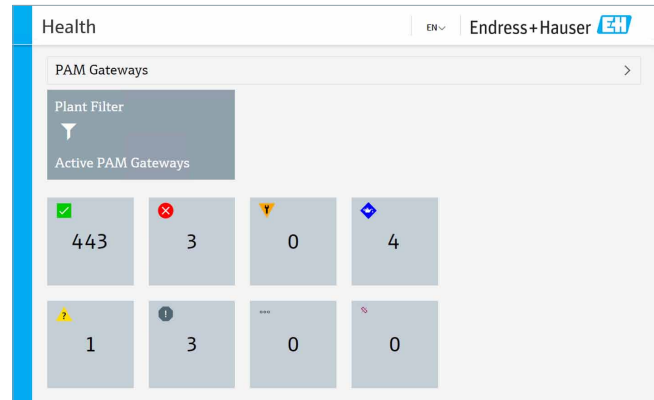 Health
EN
Endress+Hauser EH
PAM Gateways
Plant Filter
Active PAM Gateways
443
3
0
4
?
1
!
3
0
0